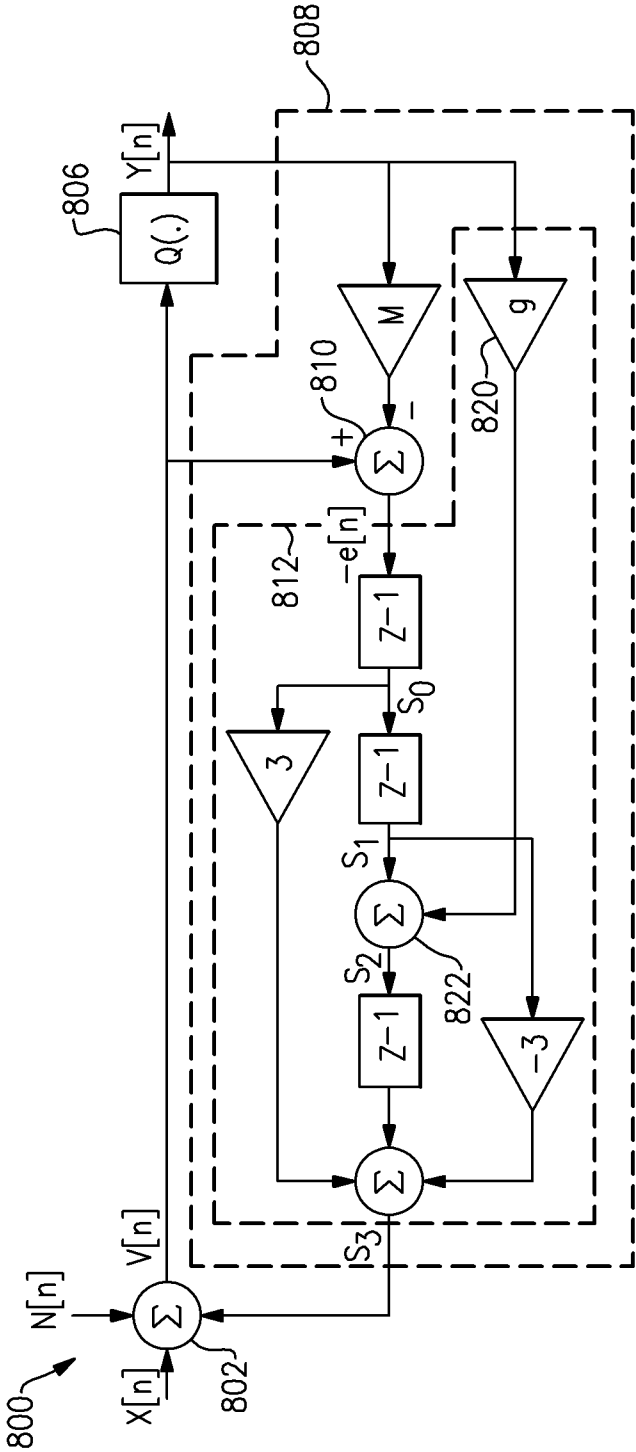 800
N[n]
X[n]
Σ
802
V[n]
Q(.)
806
Y[n]
808
S3
Σ
3
Z-1
S2
Σ
822
-3
S1
Z-1
S0
Z-1
812
-e[n]
+
Σ
810
-
M
820
g